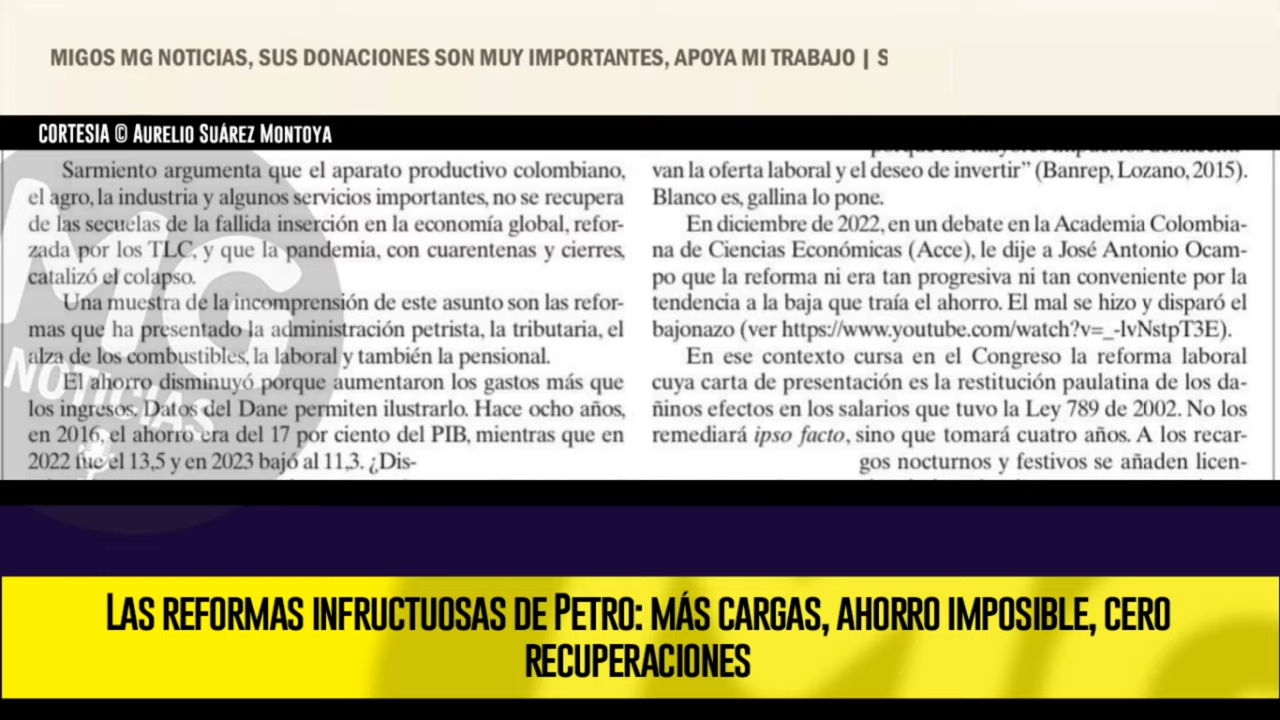 MIGOS MG NOTICIAS, SUS DONACIONES SON MUY IMPORTANTES, APOYA MI TRABAJO | S
CORTESIA © AURELIO SUÁREZ MONTOYA
Sarmiento argumenta que el aparato productivo colombiano,
el agro, la industria y algunos servicios importantes, no se recupera
de las secuelas de la fallida inserción en la economía global, refor-
zada por los TLC, y que la pandemia, con cuarentenas y cierres,
catalizó el colapso.
Una muestra de la incomprensión de este asunto son las refor-
mas que ha presentado la administración petrista, la tributaria, el
alza de los combustibles, la laboral y también la pensional.
El ahorro disminuyó porque aumentaron los gastos más que
los ingresos. Datos del Dane permiten ilustrarlo. Hace ocho años,
en 2016, el ahorro era del 17 por ciento del PIB, mientras que en
2022 fue el 13,5 y en 2023 bajó al 11,3. ¿Dis-
van la oferta laboral y el deseo de invertir” (Banrep, Lozano, 2015).
Blanco es, gallina lo pone.
En diciembre de 2022, en un debate en la Academia Colombia-
na de Ciencias Económicas (Acce), le dije a José Antonio Ocam-
po que la reforma ni era tan progresiva ni tan conveniente por la
tendencia a la baja que traía el ahorro. El mal se hizo y disparó el
bajonazo (ver https://www.youtube.com/watch?v=_-lvNstpT3E).
En ese contexto cursa en el Congreso la reforma laboral
cuya carta de presentación es la restitución paulatina de los da-
ñinos efectos en los salarios que tuvo la Ley 789 de 2002. No los
remediará ipso facto, sino que tomará cuatro años. A los recar-
gos nocturnos y festivos se añaden licen-
MG
NOTICIAS
LAS REFORMAS INFRUCTUOSAS DE PETRO: MÁS CARGAS, AHORRO IMPOSIBLE, CERO
RECUPERACIONES